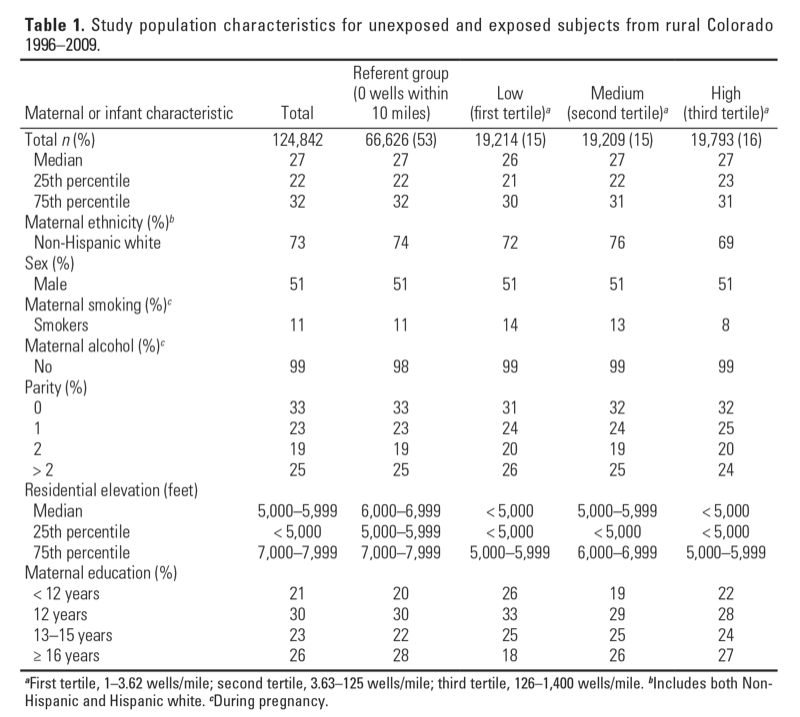 Table 1. Study population characteristics for unexposed and exposed subjects from rural Colorado
1996–2009.
Referent group
(0 wells within Low Medium High
Maternal or infant characteristic Total 10 miles) (first tertile)a (second tertile)a (third tertile)a
Total n (%) 124,842 66,626 (53) 19,214 (15) 19,209 (15) 19,793 (16)
Median 27 27 26 27 27
25th percentile 22 22 21 22 23
75th percentile 32 32 30 31 31
Maternal ethnicity (%)b
Non-Hispanic white 73 74 72 76 69
Sex (%)
Male 51 51 51 51 51
Maternal smoking (%)c
Smokers 11 11 14 13 8
Maternal alcohol (%)c
No 99 98 99 99 99
Parity (%)
0 33 33 31 32 32
1 23 23 24 24 25
2 19 19 20 19 20
> 2 25 25 26 25 24
Residential elevation (feet)
Median 5,000–5,999 6,000–6,999 < 5,000 5,000–5,999 < 5,000
25th percentile < 5,000 5,000–5,999 < 5,000 < 5,000 < 5,000
75th percentile 7,000–7,999 7,000–7,999 5,000–5,999 6,000–6,999 5,000–5,999
Maternal education (%)
< 12 years 21 20 26 19 22
12 years 30 30 33 29 28
13–15 years 23 22 25 25 24
≥ 16 years 26 28 18 26 27
aFirst tertile, 1–3.62 wells/mile; second tertile, 3.63–125 wells/mile; third tertile, 126–1,400 wells/mile. bIncludes both Non-
Hispanic and Hispanic white. cDuring pregnancy.